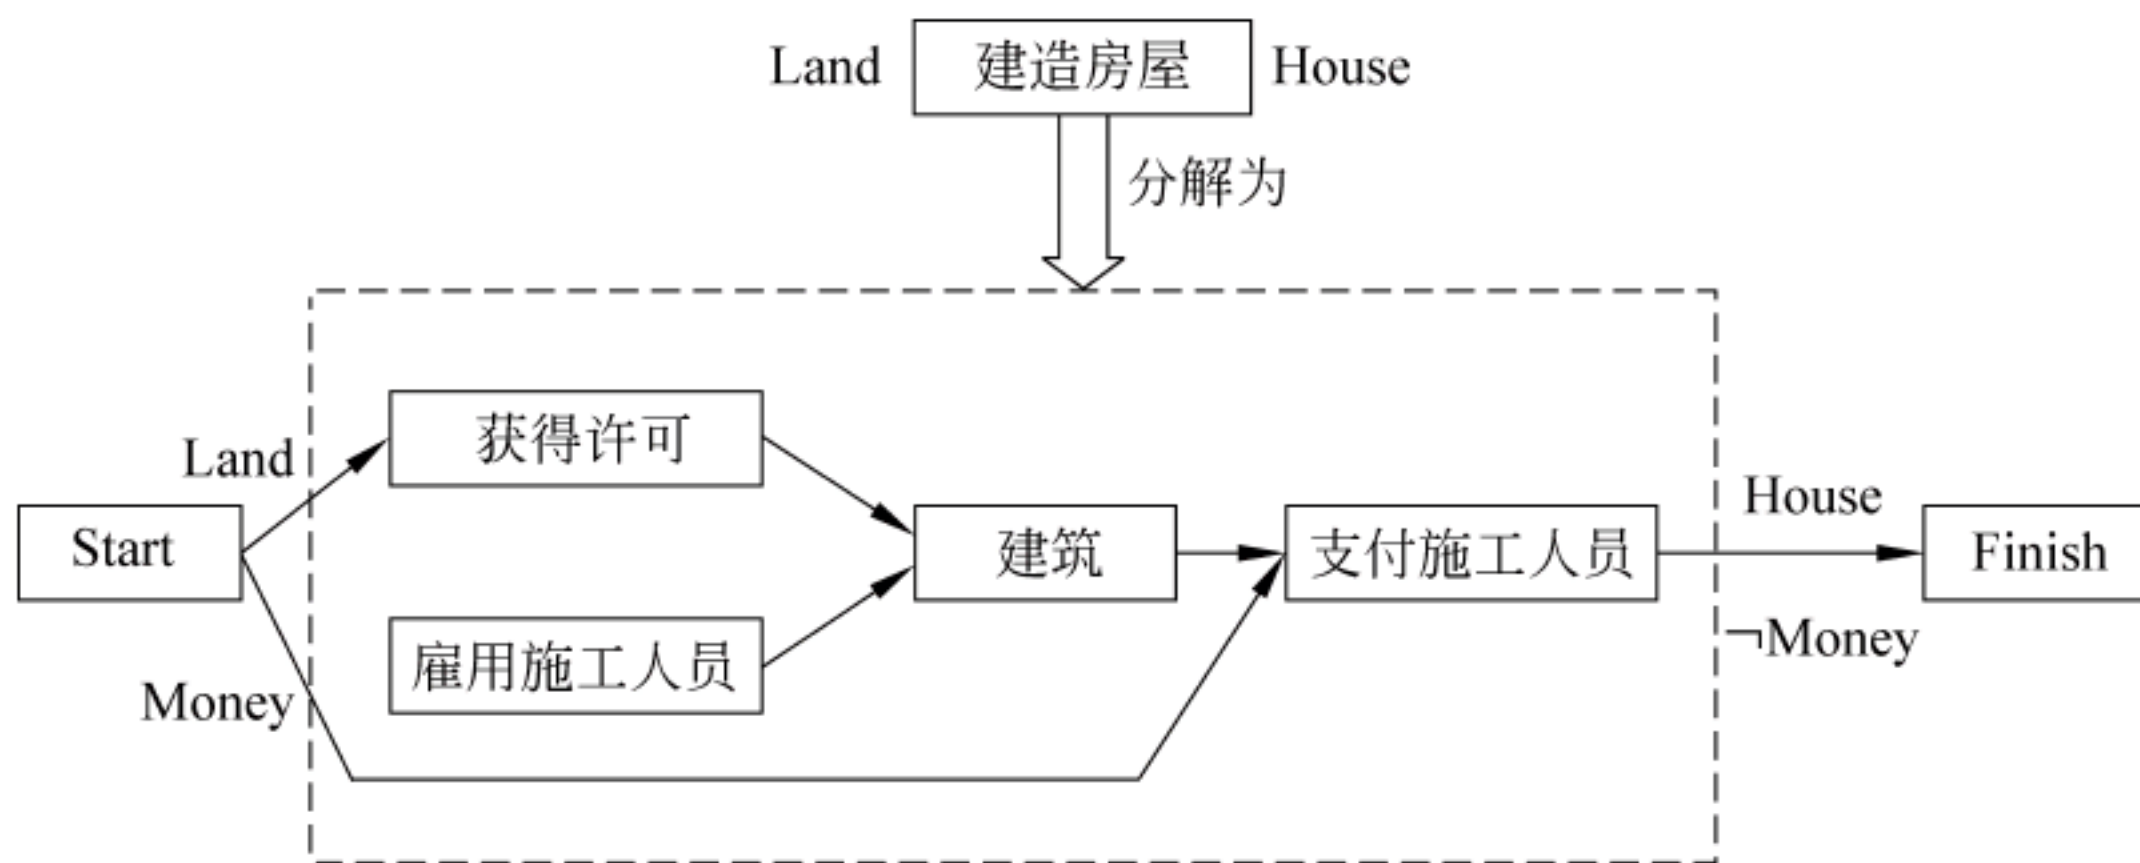 Land 建造房屋 House
分解为
Land 获得许可
Start 建筑 支付施工人员 House Finish
雇用施工人员 ¬Money
Money